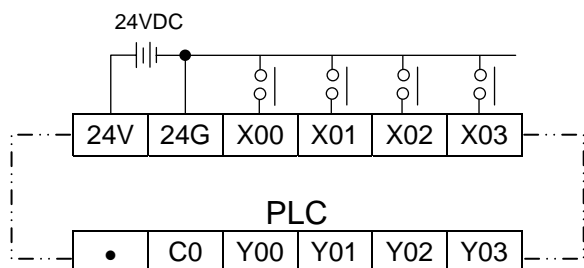 24VDC
24V 24G X00 X01 X02 X03
PLC
• C0 Y00 Y01 Y02 Y03